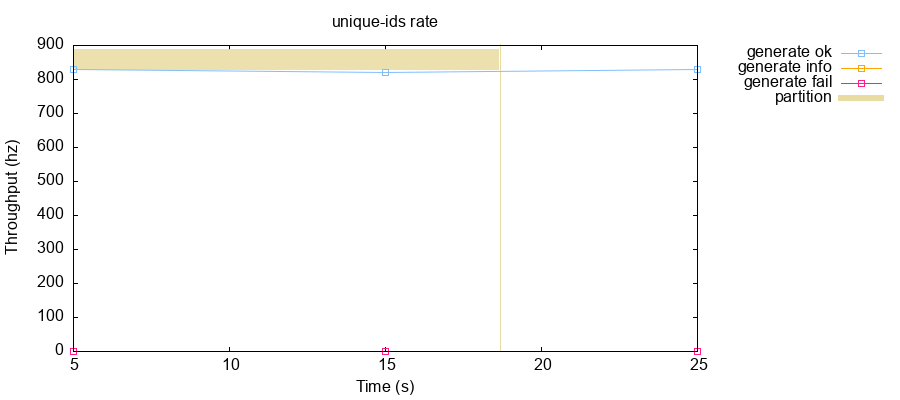 unique-ids rate
900
800
700
600
500
400
300
200
100
0
Throughput (hz)
5
10
15
20
25
Time (s)
generate ok
generate info
generate fail
partition